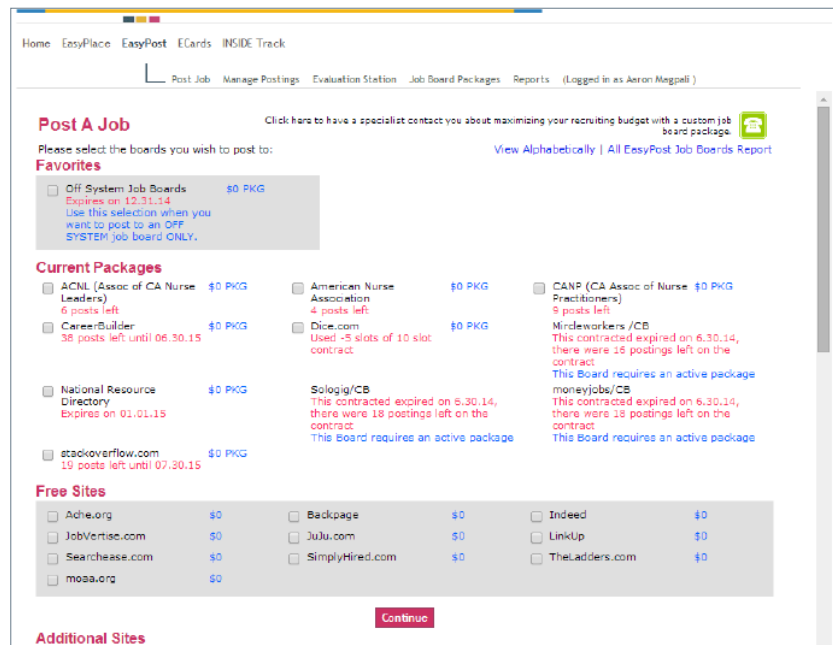 Home EasyPlace EasyPost ECards INSIDE Track
Post Job Manage Postings Evaluation Station Job Board Packages Reports (Logged in as Aaron Magpali )
Post A Job
Click here to have a specialist contact you about maximizing your recruiting budget with a custom job
board package.
Please select the boards you wish to post to:
View Alphabetically | All EasyPost Job Boards Report
Favorites
Off System Job Boards $0 PKG
Expires on 12.31.14
Use this selection when you
want to post to an OFF
SYSTEM job board ONLY.
Current Packages
ACNL (Assoc of CA Nurse $0 PKG
Leaders)
6 posts left
American Nurse $0 PKG
Association
4 posts left
CANP (CA Assoc of Nurse $0 PKG
Practitioners)
9 posts left
CareerBuilder $0 PKG
38 posts left until 06.30.15
Dice.com $0 PKG
Used -5 slots of 10 slot
contract
Mircleworkers /CB
This contracted expired on 6.30.14,
there were 16 postings left on the
contract
This Board requires an active package
National Resource $0 PKG
Directory
Expires on 01.01.15
Sologig/CB
This contracted expired on 6.30.14,
there were 18 postings left on the
contract
This Board requires an active package
moneyjobs/CB
This contracted expired on 6.30.14,
there were 18 postings left on the
contract
This Board requires an active package
stackoverflow.com $0 PKG
19 posts left until 07.30.15
Free Sites
Ache.org $0 Backpage $0 Indeed $0
JobVertise.com $0 JuJu.com $0 LinkUp $0
Searchease.com $0 SimplyHired.com $0 TheLadders.com $0
moaa.org $0
Continue
Additional Sites